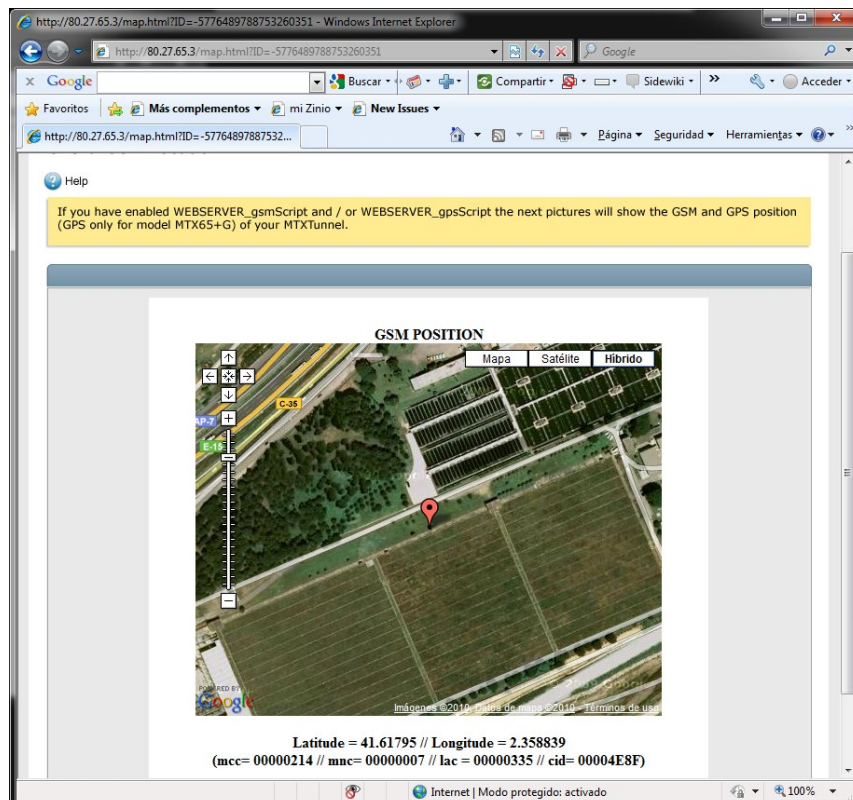 http://80.27.65.3/map.html?ID=-5776489788753260351 - Windows Internet Explorer
http://80.27.65.3/map.html?ID=-5776489788753260351
Google
x Google
Buscar
Compartir
Sidewiki
»
Acceder
Favoritos
Más complementos
mi Zinio
New Issues
http://80.27.65.3/map.html?ID=-57764897887532...
Página
Seguridad
Herramientas
»
Help
If you have enabled WEBSERVER_gsmScript and / or WEBSERVER_gpsScript the next pictures will show the GSM and GPS position
(GPS only for model MTX65+G) of your MTXTunnel.
GSM POSITION
Mapa
Satélite
Híbrido
C-35
AP-7
E-15
POWERED BY
Google
Imágenes ©2010, Datos de mapa ©2010 - Términos de uso
Latitude = 41.61795 // Longitude = 2.358839
(mcc= 00000214 // mnc= 00000007 // lac = 00000335 // cid= 00004E8F)
Internet | Modo protegido: activado
100%